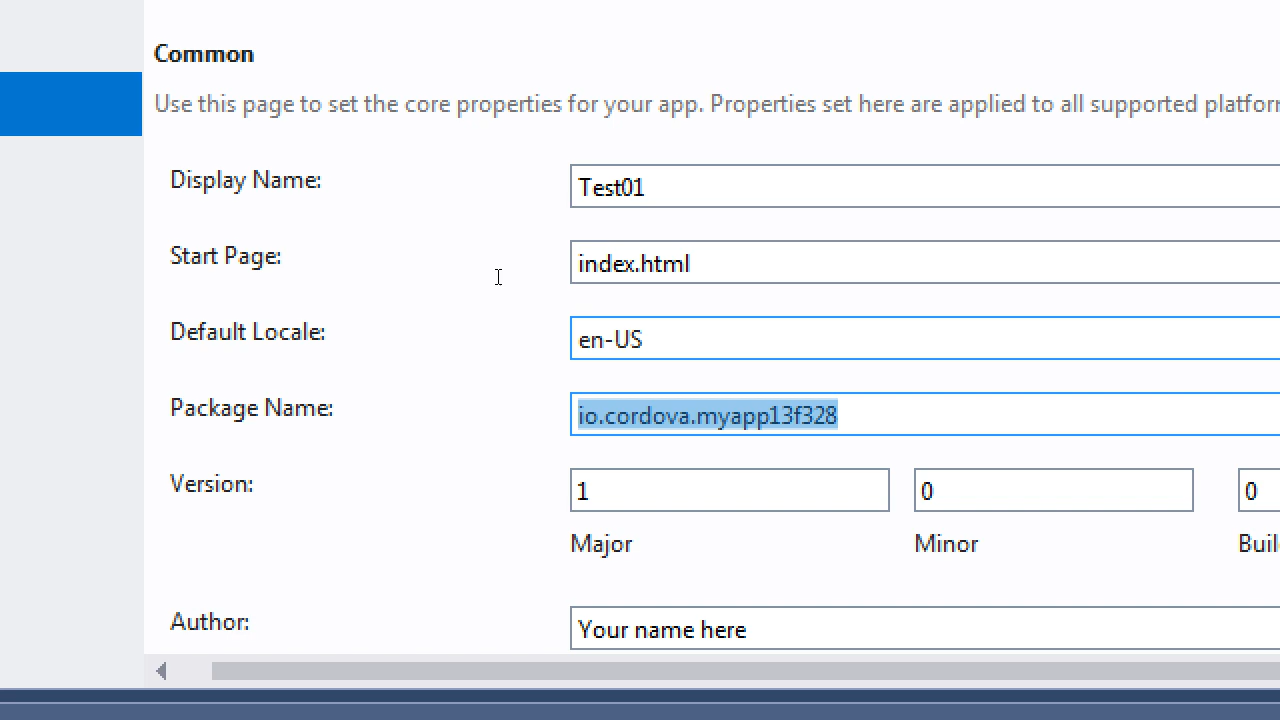 Common
Use this page to set the core properties for your app. Properties set here are applied to all supported
Display Name: Test01
Start Page: index.html
Default Locale: en-US
Package Name: io.cordova.myapp13f328
Version: 1 0 0
Major Minor
Author: Your name here